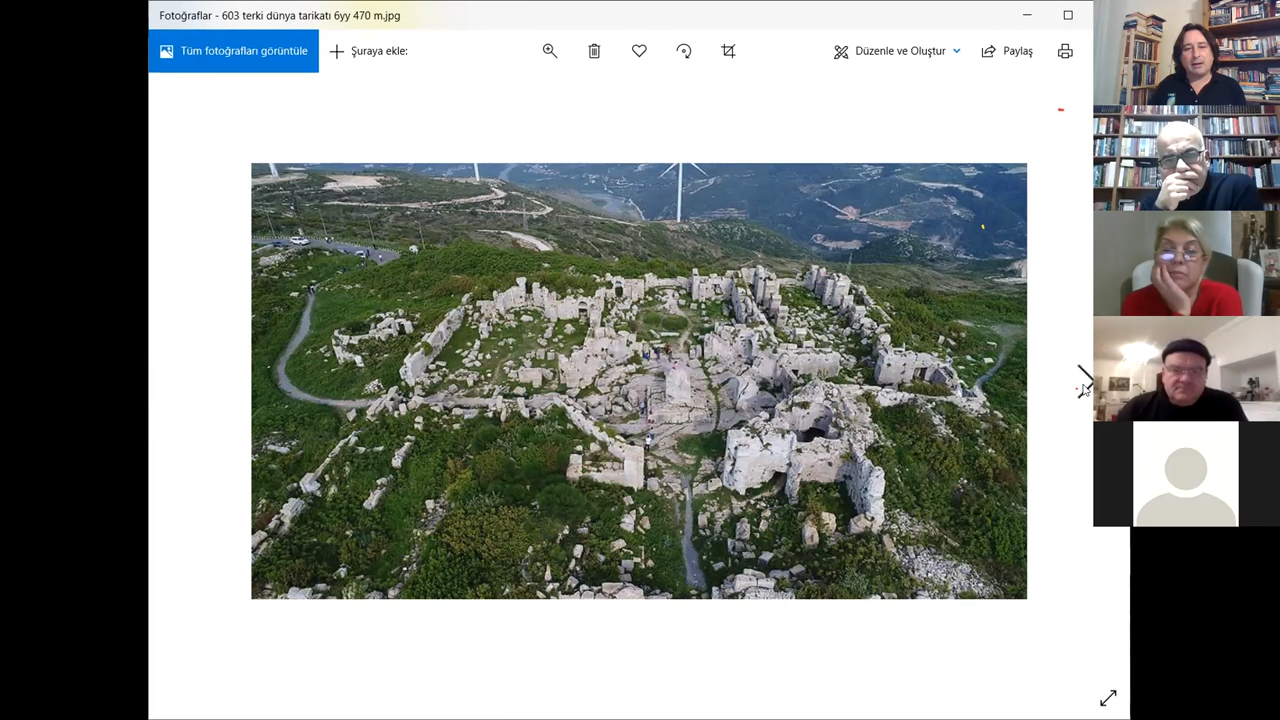 Fotoğraflar - 603 terki dünya tarikatı 6yy 470 m.jpg
Tüm fotoğrafları görüntüle
Şuraya ekle:
Düzenle ve Oluştur
Paylaş